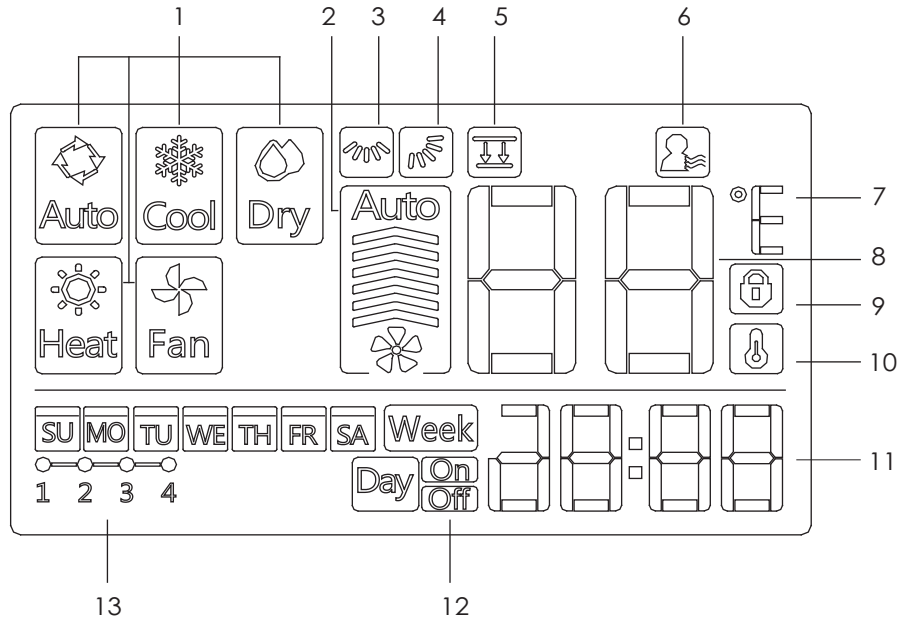 1 2 3 4 5 6
Auto Cool Dry Auto
7
8
Heat Fan
9
10
SU MO TU WE TH FR SA Week
1 2 3 4 Day On Off
11
13 12